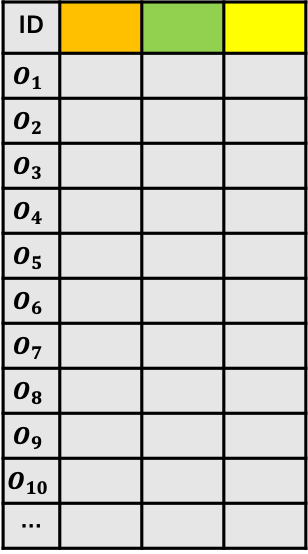 ID
o₁
o₂
o₃
o₄
o₅
o₆
o₇
o₈
o₉
o₁₀
...